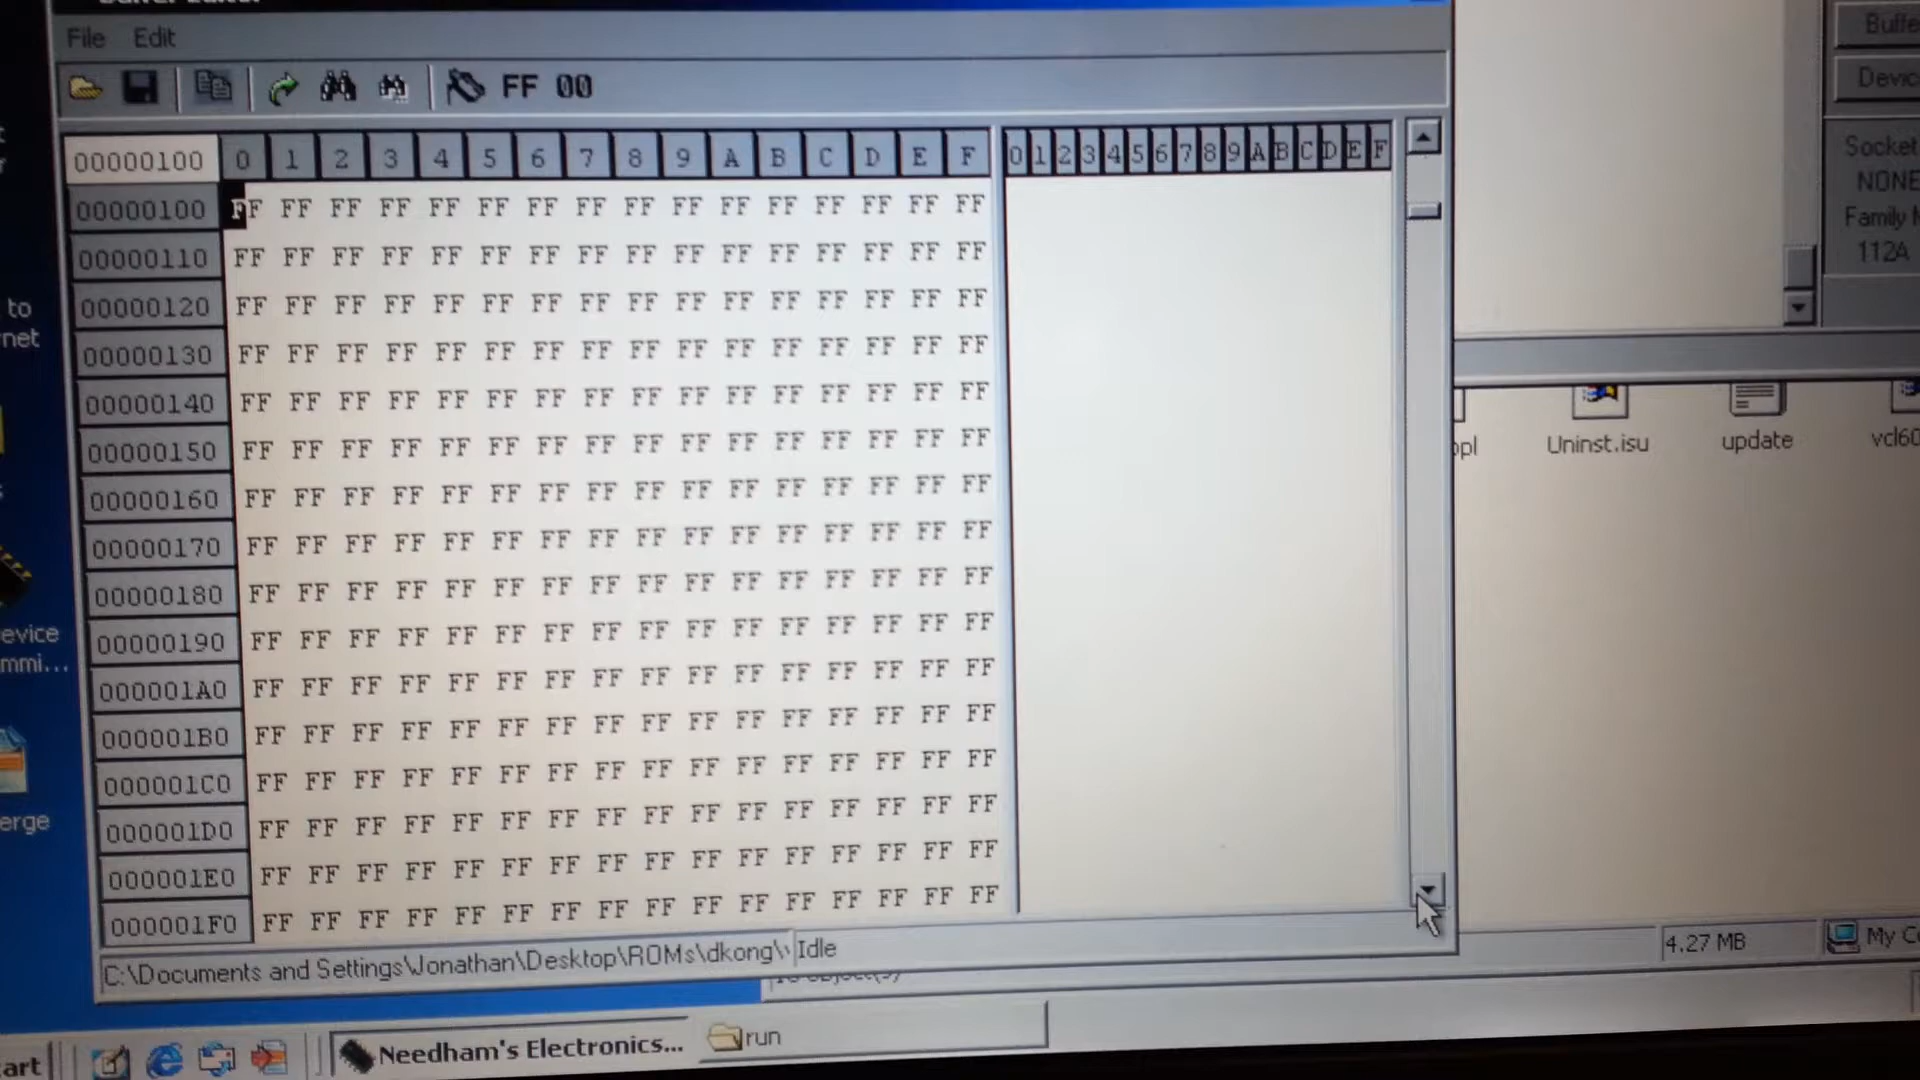 File Edit
FF 00
00000100 0 1 2 3 4 5 6 7 8 9 A B C D E F 0 1 2 3 4 5 6 7 8 9 A B C D E F
00000100 FF FF FF FF FF FF FF FF FF FF FF FF FF FF FF FF
00000110 FF FF FF FF FF FF FF FF FF FF FF FF FF FF FF FF
00000120 FF FF FF FF FF FF FF FF FF FF FF FF FF FF FF FF
00000130 FF FF FF FF FF FF FF FF FF FF FF FF FF FF FF FF
00000140 FF FF FF FF FF FF FF FF FF FF FF FF FF FF FF FF
00000150 FF FF FF FF FF FF FF FF FF FF FF FF FF FF FF FF
00000160 FF FF FF FF FF FF FF FF FF FF FF FF FF FF FF FF
00000170 FF FF FF FF FF FF FF FF FF FF FF FF FF FF FF FF
00000180 FF FF FF FF FF FF FF FF FF FF FF FF FF FF FF FF
00000190 FF FF FF FF FF FF FF FF FF FF FF FF FF FF FF FF
000001A0 FF FF FF FF FF FF FF FF FF FF FF FF FF FF FF FF
000001B0 FF FF FF FF FF FF FF FF FF FF FF FF FF FF FF FF
000001C0 FF FF FF FF FF FF FF FF FF FF FF FF FF FF FF FF
000001D0 FF FF FF FF FF FF FF FF FF FF FF FF FF FF FF FF
000001E0 FF FF FF FF FF FF FF FF FF FF FF FF FF FF FF FF
000001F0 FF FF FF FF FF FF FF FF FF FF FF FF FF FF FF FF
C:\Documents and Settings\Jonathan\Desktop\ROMs\dkong\ Idle
Buffe
Devic
Socket
NONE
Family
112A
Uninst.isu
update
vcl60
4.27 MB
My Co
to
net
evice
mmi...
erge
art
Needham's Electronics...
run